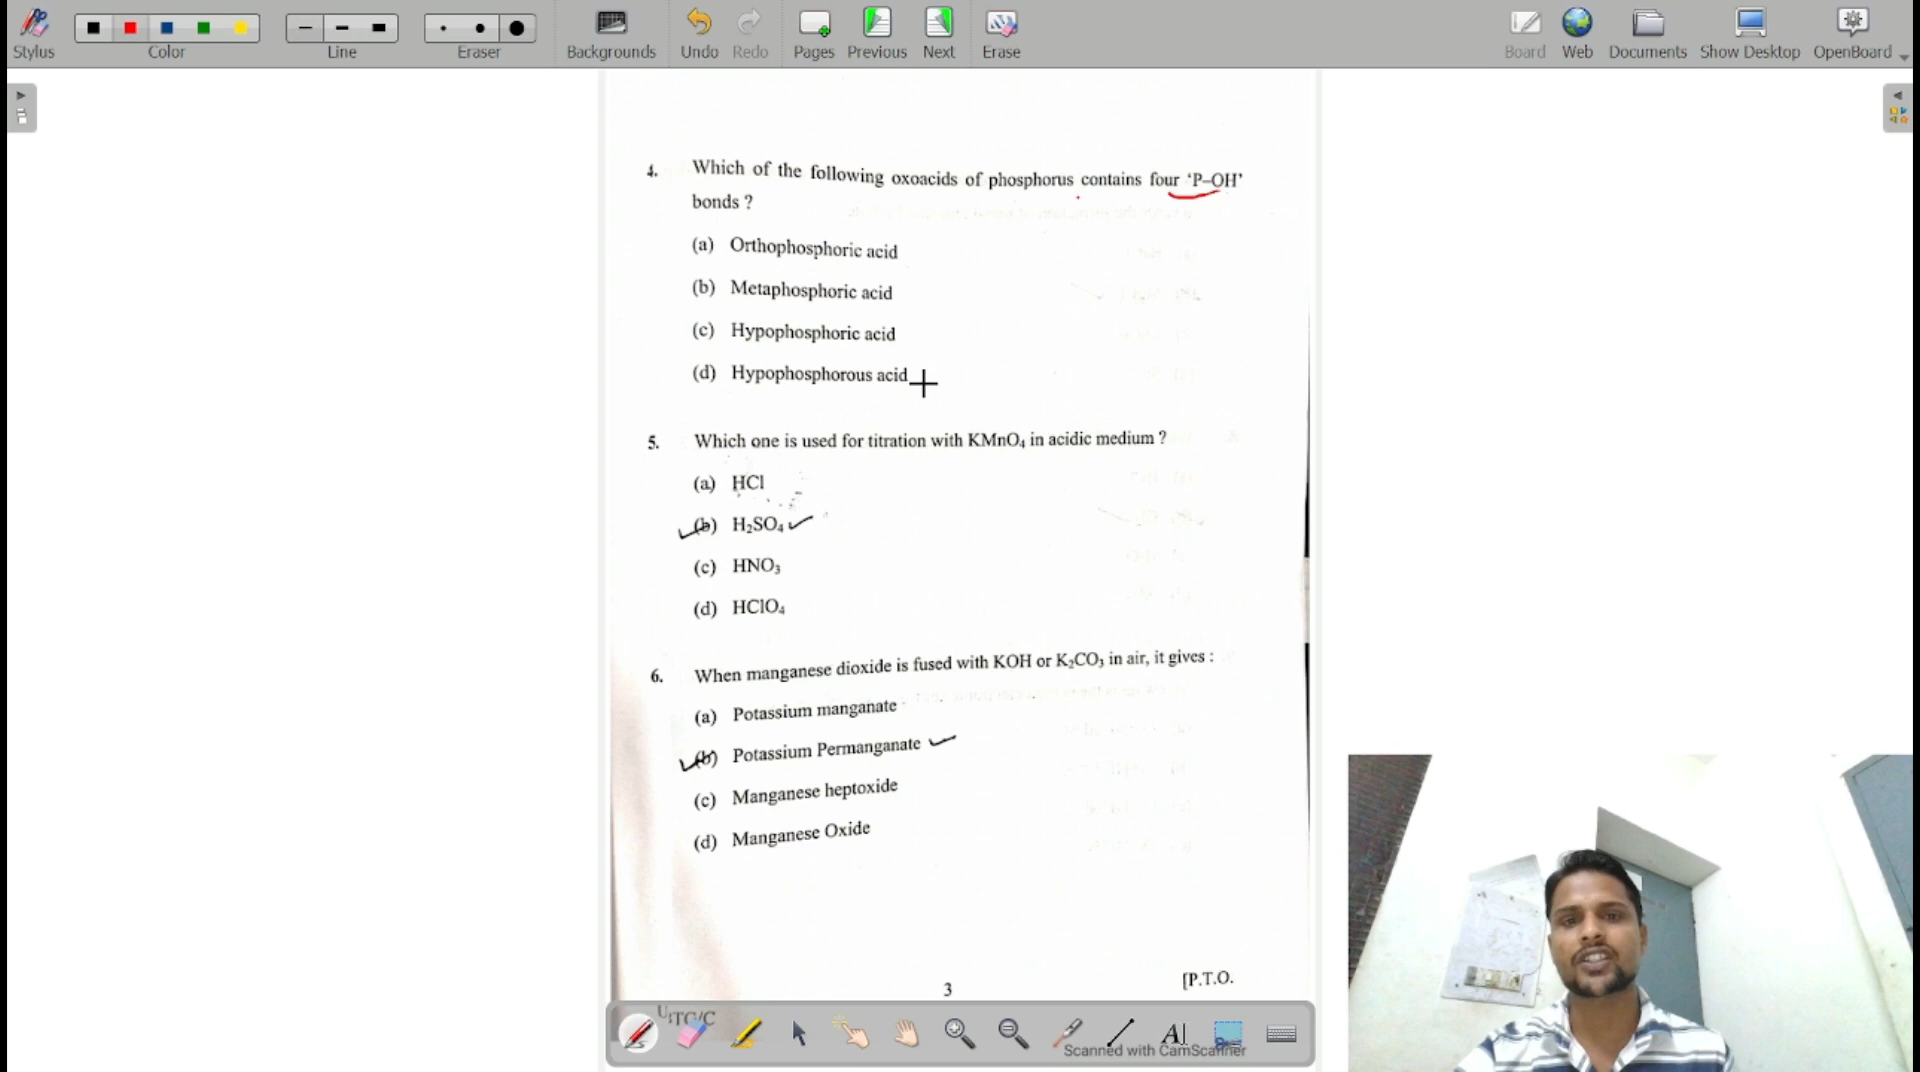 Stylus Color Line Eraser Backgrounds Undo Redo Pages Previous Next Erase Board Web Documents Show Desktop OpenBoard
4. Which of the following oxoacids of phosphorus contains four ‘P–OH’
bonds ?
(a) Orthophosphoric acid
(b) Metaphosphoric acid
(c) Hypophosphoric acid
(d) Hypophosphorous acid
5. Which one is used for titration with KMnO₄ in acidic medium ?
(a) HCl
(b) H₂SO₄
(c) HNO₃
(d) HClO₄
6. When manganese dioxide is fused with KOH or K₂CO₃ in air, it gives :
(a) Potassium manganate
(b) Potassium Permanganate
(c) Manganese heptoxide
(d) Manganese Oxide
3 [P.T.O.
Scanned with CamScanner